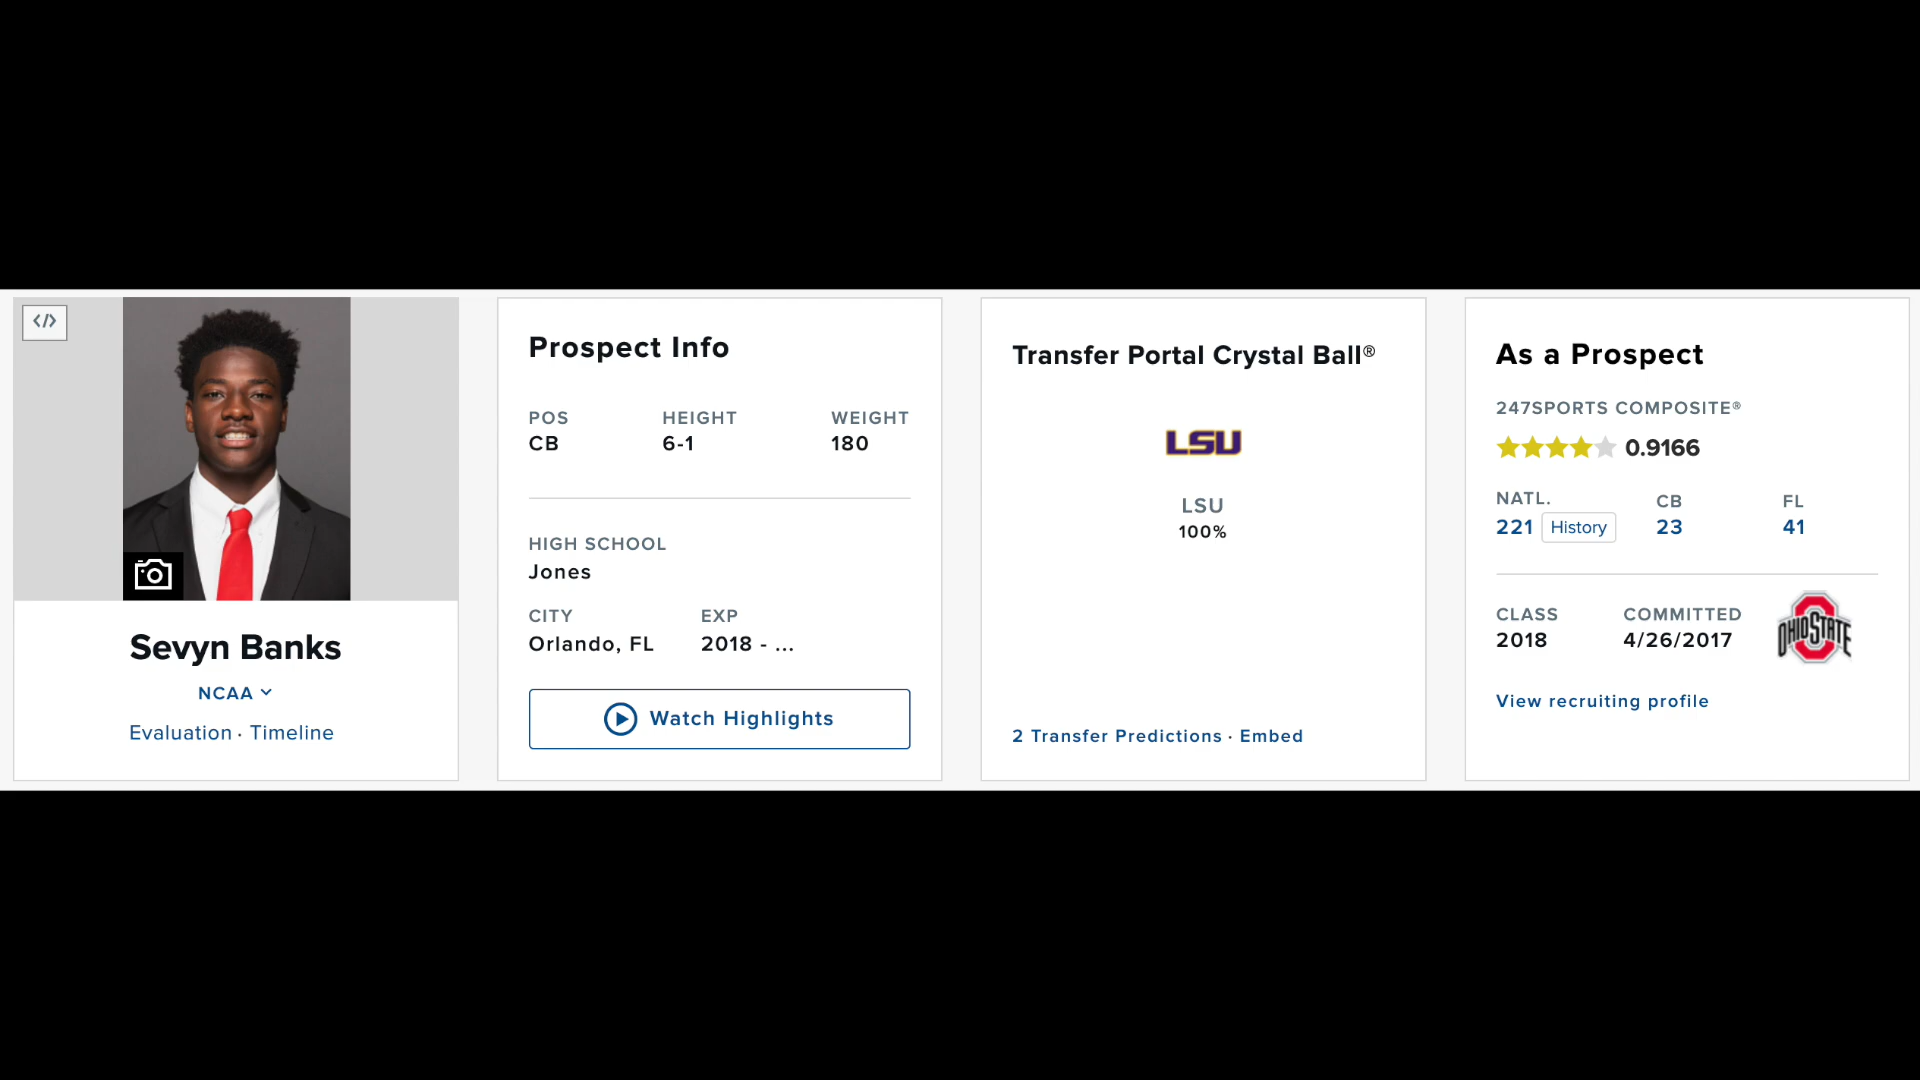 </>
Sevyn Banks
NCAA
Evaluation · Timeline
Prospect Info
POS HEIGHT WEIGHT
CB 6-1 180
HIGH SCHOOL
Jones
CITY EXP
Orlando, FL 2018 - ...
Watch Highlights
Transfer Portal Crystal Ball®
LSU
LSU
100%
2 Transfer Predictions · Embed
As a Prospect
247SPORTS COMPOSITE®
0.9166
NATL. CB FL
221 History 23 41
CLASS COMMITTED
2018 4/26/2017
OHIO STATE
View recruiting profile